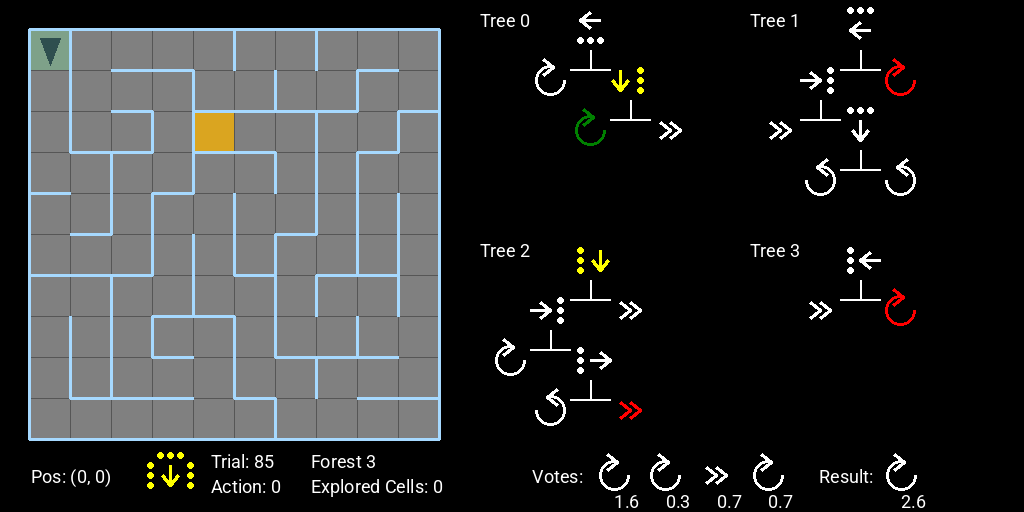 Tree 0
Tree 1
Tree 2
Tree 3
Pos: (0, 0)
Trial: 85
Forest 3
Action: 0
Explored Cells: 0
Votes:
1.6
0.3
0.7
0.7
Result:
2.6